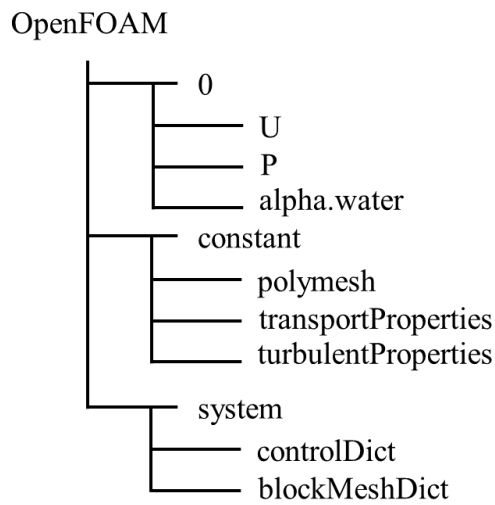 OpenFOAM
0
U
P
alpha.water
constant
polymesh
transportProperties
turbulentProperties
system
controlDict
blockMeshDict